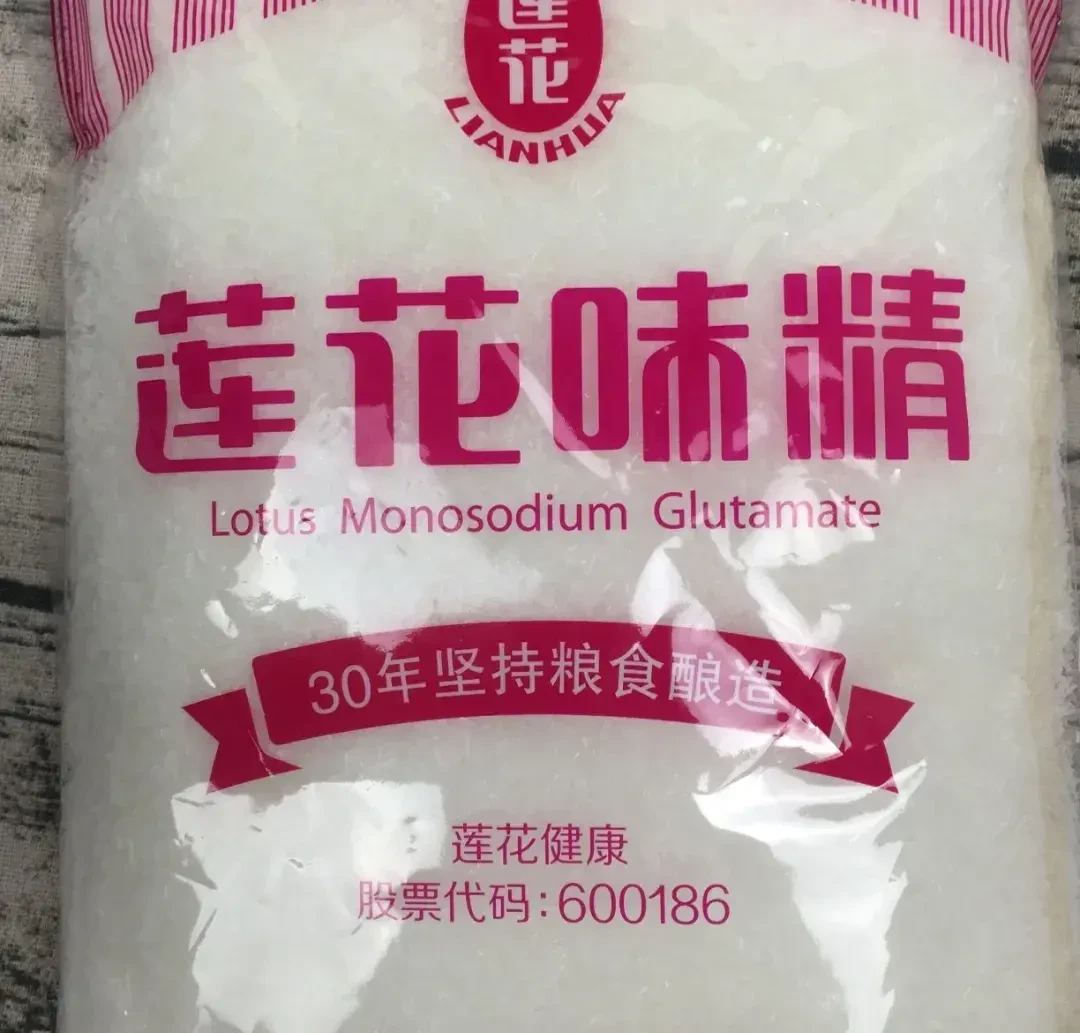 莲花
LIANHUA
莲花味精
Lotus Monosodium Glutamate
30年坚持粮食酿造
莲花健康
股票代码:600186